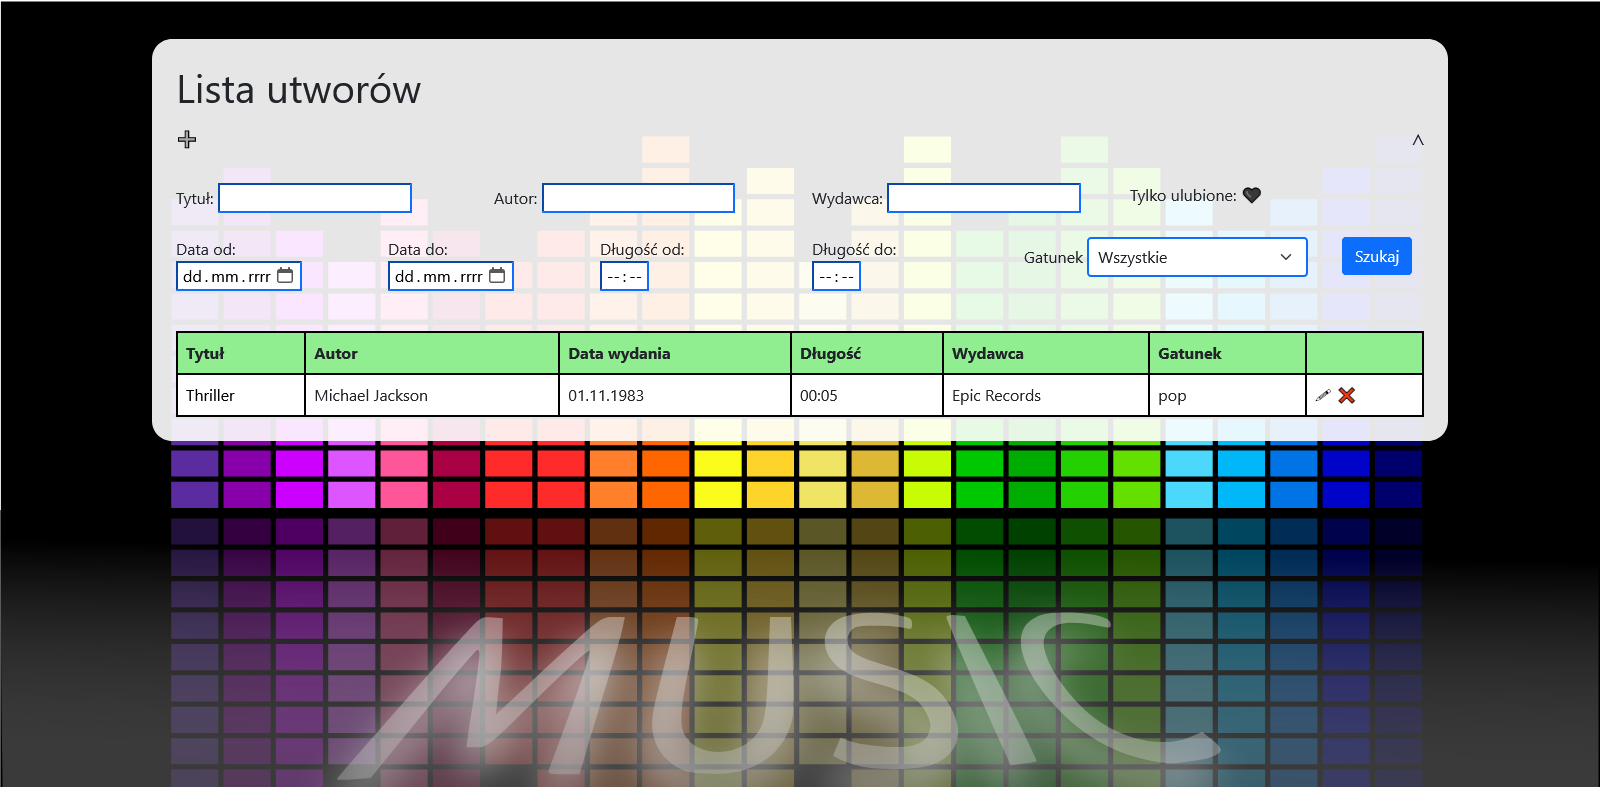 Lista utworów
^
Tytuł: Autor: Wydawca: Tylko ulubione:
Data od: Data do: Długość od: Długość do: Gatunek Wszystkie Szukaj
dd.mm.rrrr dd.mm.rrrr --:-- --:--
Tytuł Autor Data wydania Długość Wydawca Gatunek
Thriller Michael Jackson 01.11.1983 00:05 Epic Records pop
MUSIC